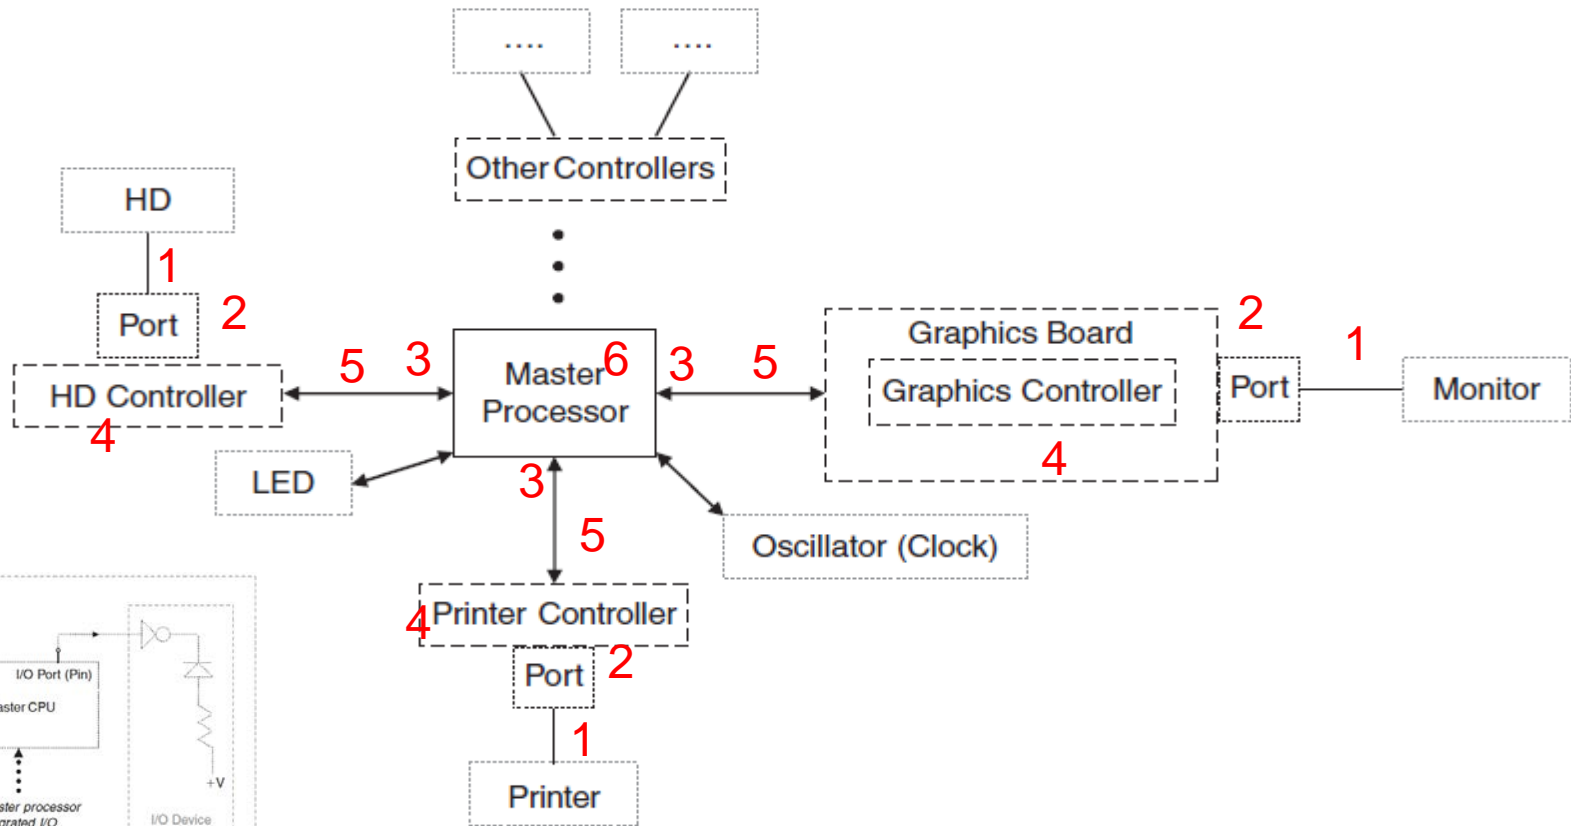 ....
....
Other Controllers
HD
1
Port
2
HD Controller
4
5
3
Master
Processor
6
3
5
Graphics Board
Graphics Controller
4
2
Port
1
Monitor
LED
3
5
Oscillator (Clock)
4
Printer Controller
Port
2
1
Printer
I/O Port (Pin)
CPU
+V
processor
I/O
I/O Device